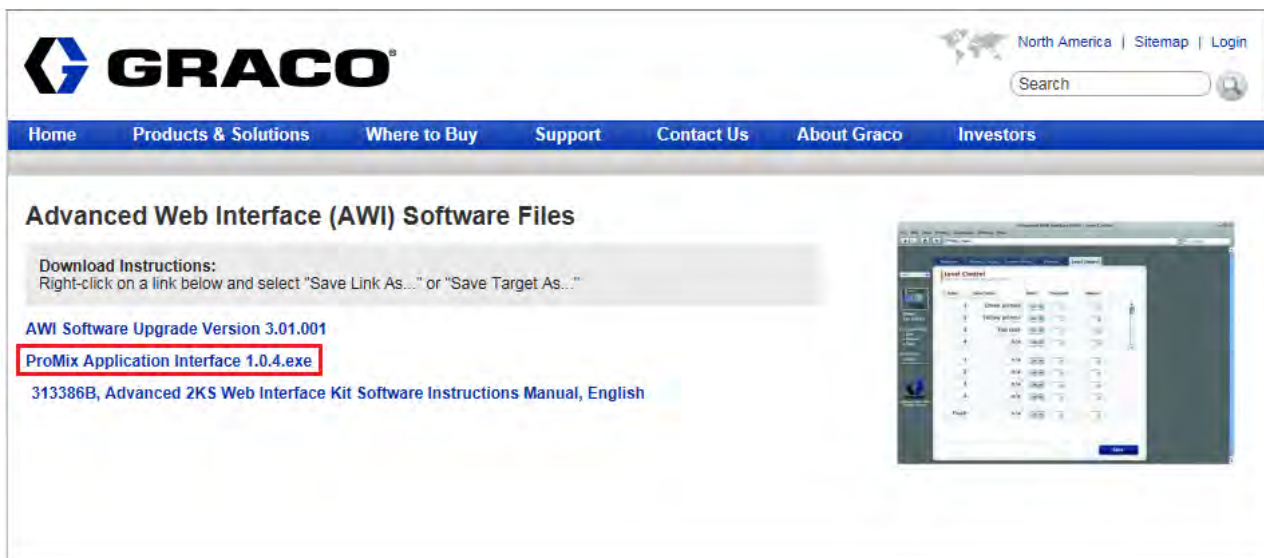 GRACO
North America | Sitemap | Login
Search
Home Products & Solutions Where to Buy Support Contact Us About Graco Investors
Advanced Web Interface (AWI) Software Files
Download Instructions:
Right-click on a link below and select "Save Link As..." or "Save Target As..."
AWI Software Upgrade Version 3.01.001
ProMix Application Interface 1.0.4.exe
313386B, Advanced 2KS Web Interface Kit Software Instructions Manual, English
Level Control